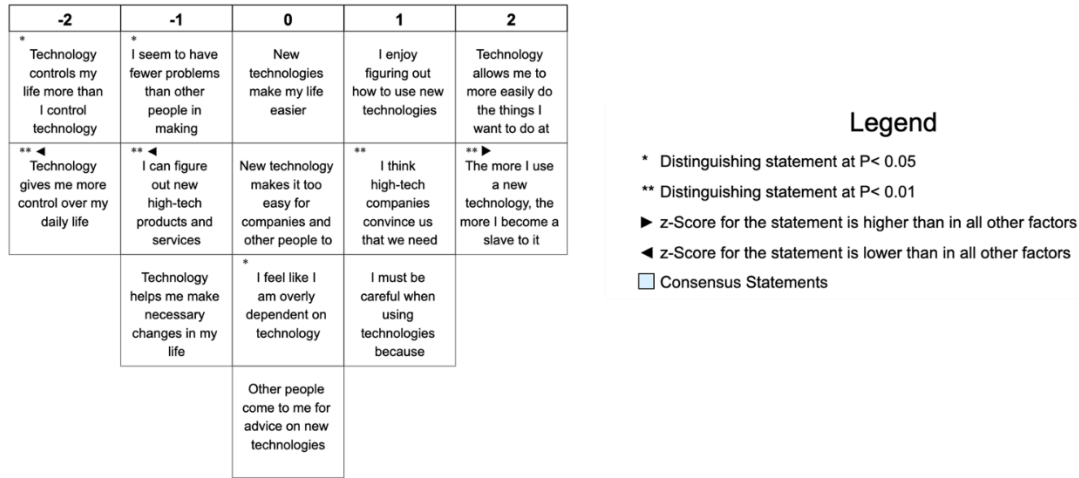 -2 -1 0 1 2
*
Technology
controls my
life more than
I control
technology
*
I seem to have
fewer problems
than other
people in
making
New
technologies
make my life
easier
I enjoy
figuring out
how to use new
technologies
Technology
allows me to
more easily do
the things I
want to do at
** ◄
Technology
gives me more
control over my
daily life
** ◄
I can figure
out new
high-tech
products and
services
New technology
makes it too
easy for
companies and
other people to
**
I think
high-tech
companies
convince us
that we need
** ►
The more I use
a new
technology, the
more I become a
slave to it
Technology
helps me make
necessary
changes in my
life
*
I feel like I
am overly
dependent on
technology
I must be
careful when
using
technologies
because
Other people
come to me for
advice on new
technologies
Legend
* Distinguishing statement at P< 0.05
** Distinguishing statement at P< 0.01
► z-Score for the statement is higher than in all other factors
◄ z-Score for the statement is lower than in all other factors
Consensus Statements